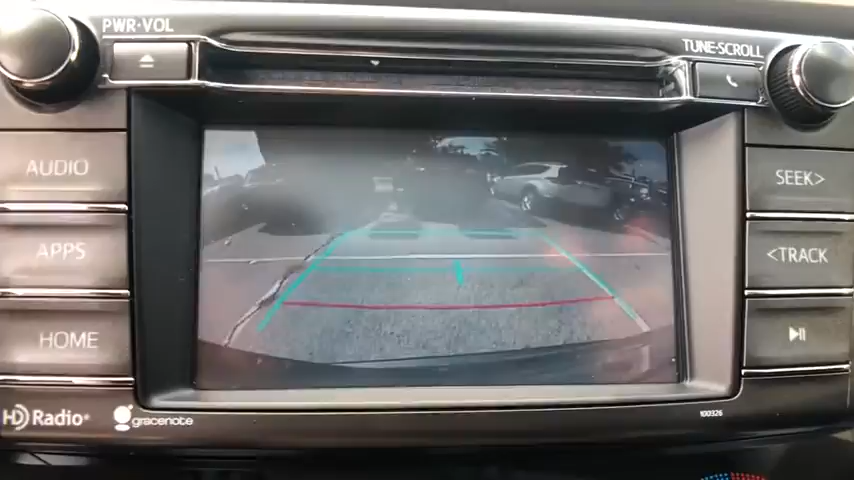 PWR·VOL
TUNE·SCROLL
AUDIO
APPS
HOME
SEEK>
<TRACK
HD Radio®
gracenote
100326